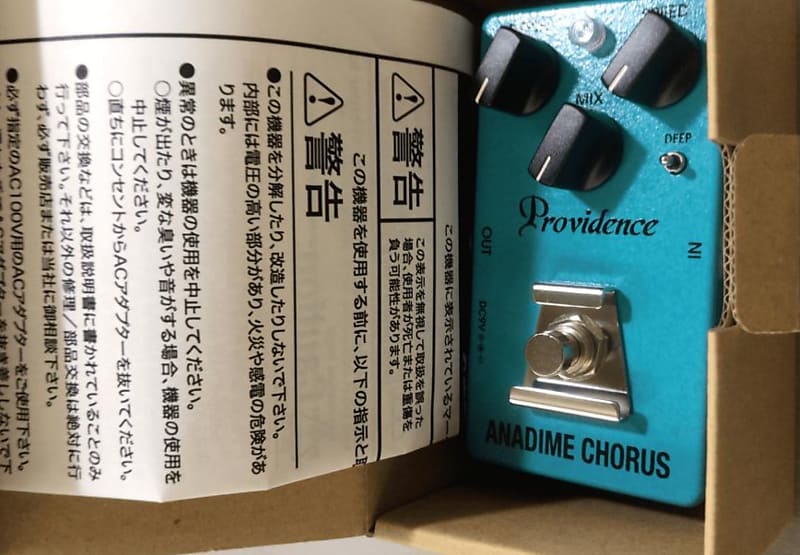 この機器に表示されているマー
警告
この表示を無視して取扱を誤った
場合、使用者が死亡または重傷を
負う可能性があります。
この機器を使用する前に、以下の指示と
警告
●この機器を分解したり、改造したりしないで下さい。
内部には電圧の高い部分があり、火災や感電の危険があ
ります。
●異常のときは機器の使用を中止してください。
○煙が出たり、変な臭いや音がする場合、機器の使用を
中止してください。
○直ちにコンセントからACアダプターを抜いてください。
●部品の交換などは、取扱説明書に書かれていることのみ
行って下さい。それ以外の修理／部品交換は絶対に行
わず、必ず販売店または当社に御相談下さい。
●必ず指定のAC100V用のACアダプターをご使用下さい。
SPEED
MIX
DEEP
Providence
OUT
IN
DC9V
ANADIME CHORUS